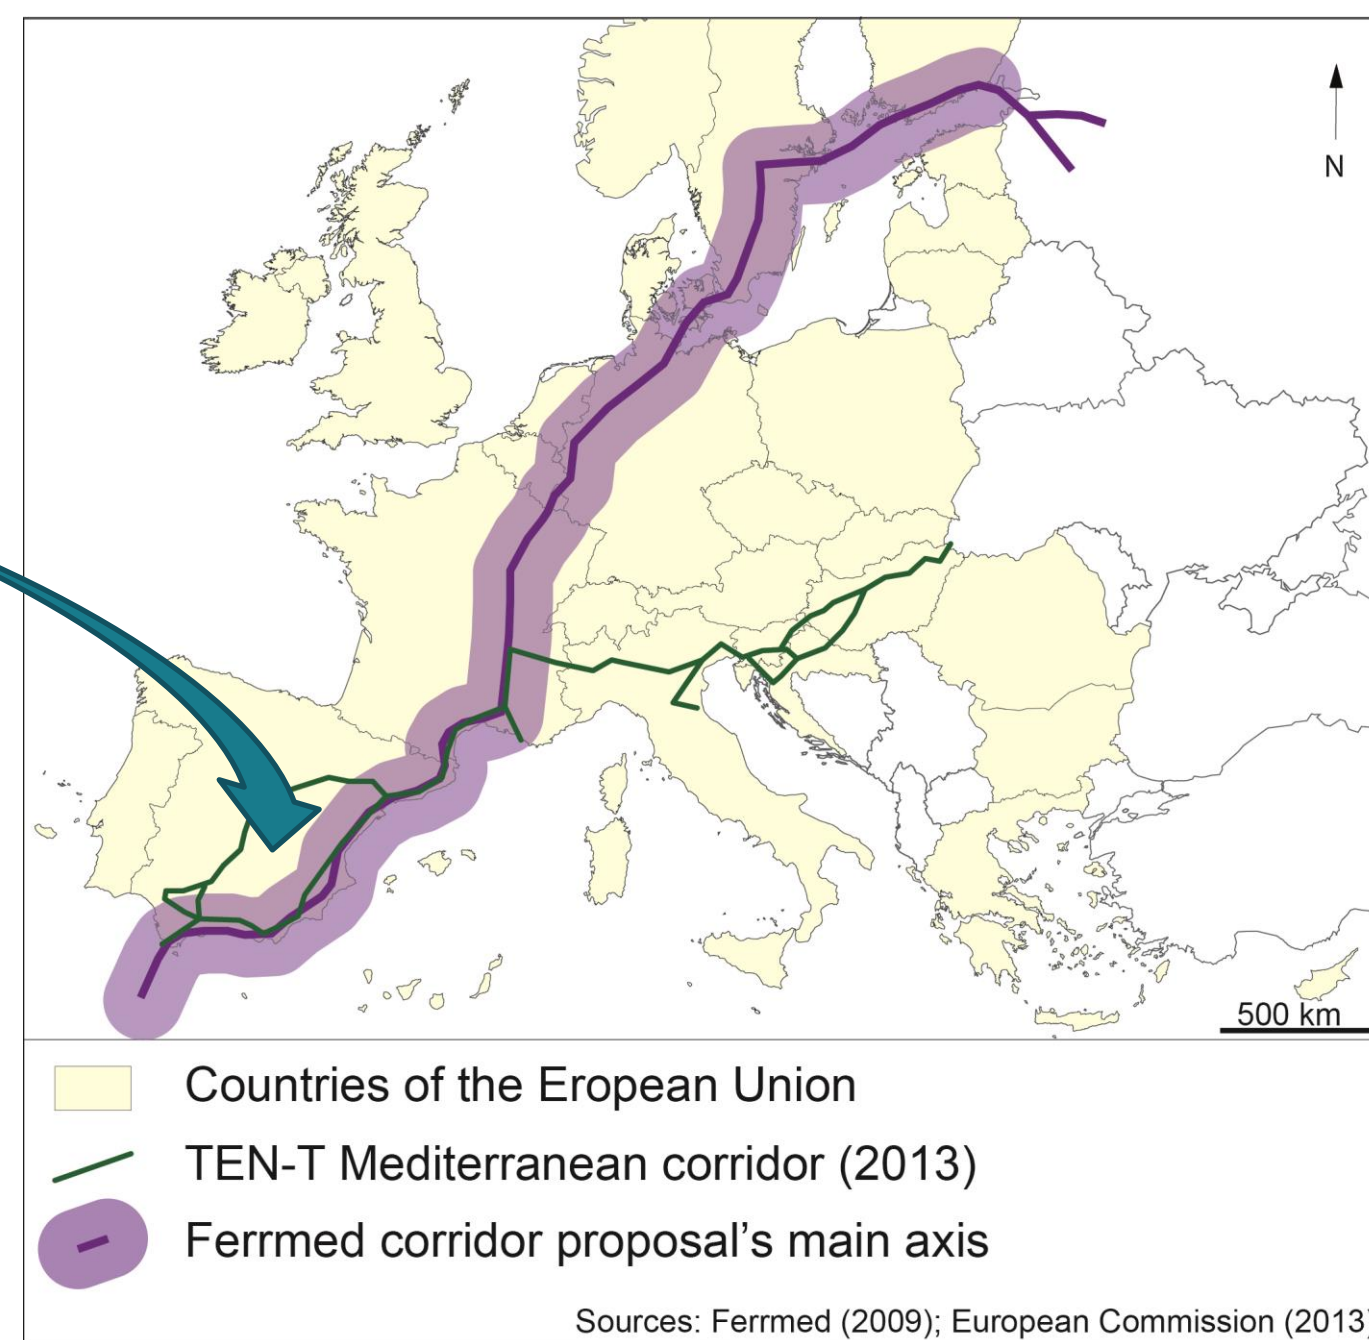 N
500 km
Countries of the Eropean Union
TEN-T Mediterranean corridor (2013)
Ferrmed corridor proposal’s main axis
Sources: Ferrmed (2009); European Commission (2013)